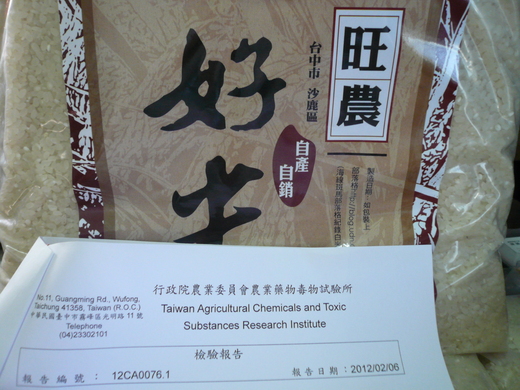 旺農
台中市 沙鹿區
好米
自產
自銷
行政院農業委員會農業藥物毒物試驗所
No.11, Guangming Rd., Wufong,
Taichung 41358, Taiwan (R.O.C.)
中華民國臺中市霧峰區光明路 11 號
Telephone
(04)23302101
Taiwan Agricultural Chemicals and Toxic
Substances Research Institute
檢驗報告
報告編號： 12CA0076.1
報告日期：2012/02/06